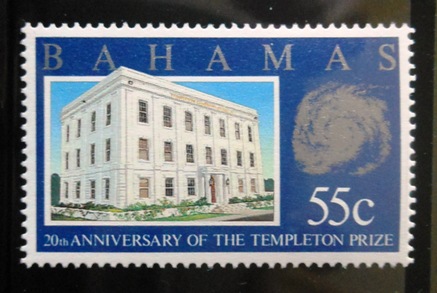 BAHAMAS
55c
20th ANNIVERSARY OF THE TEMPLETON PRIZE